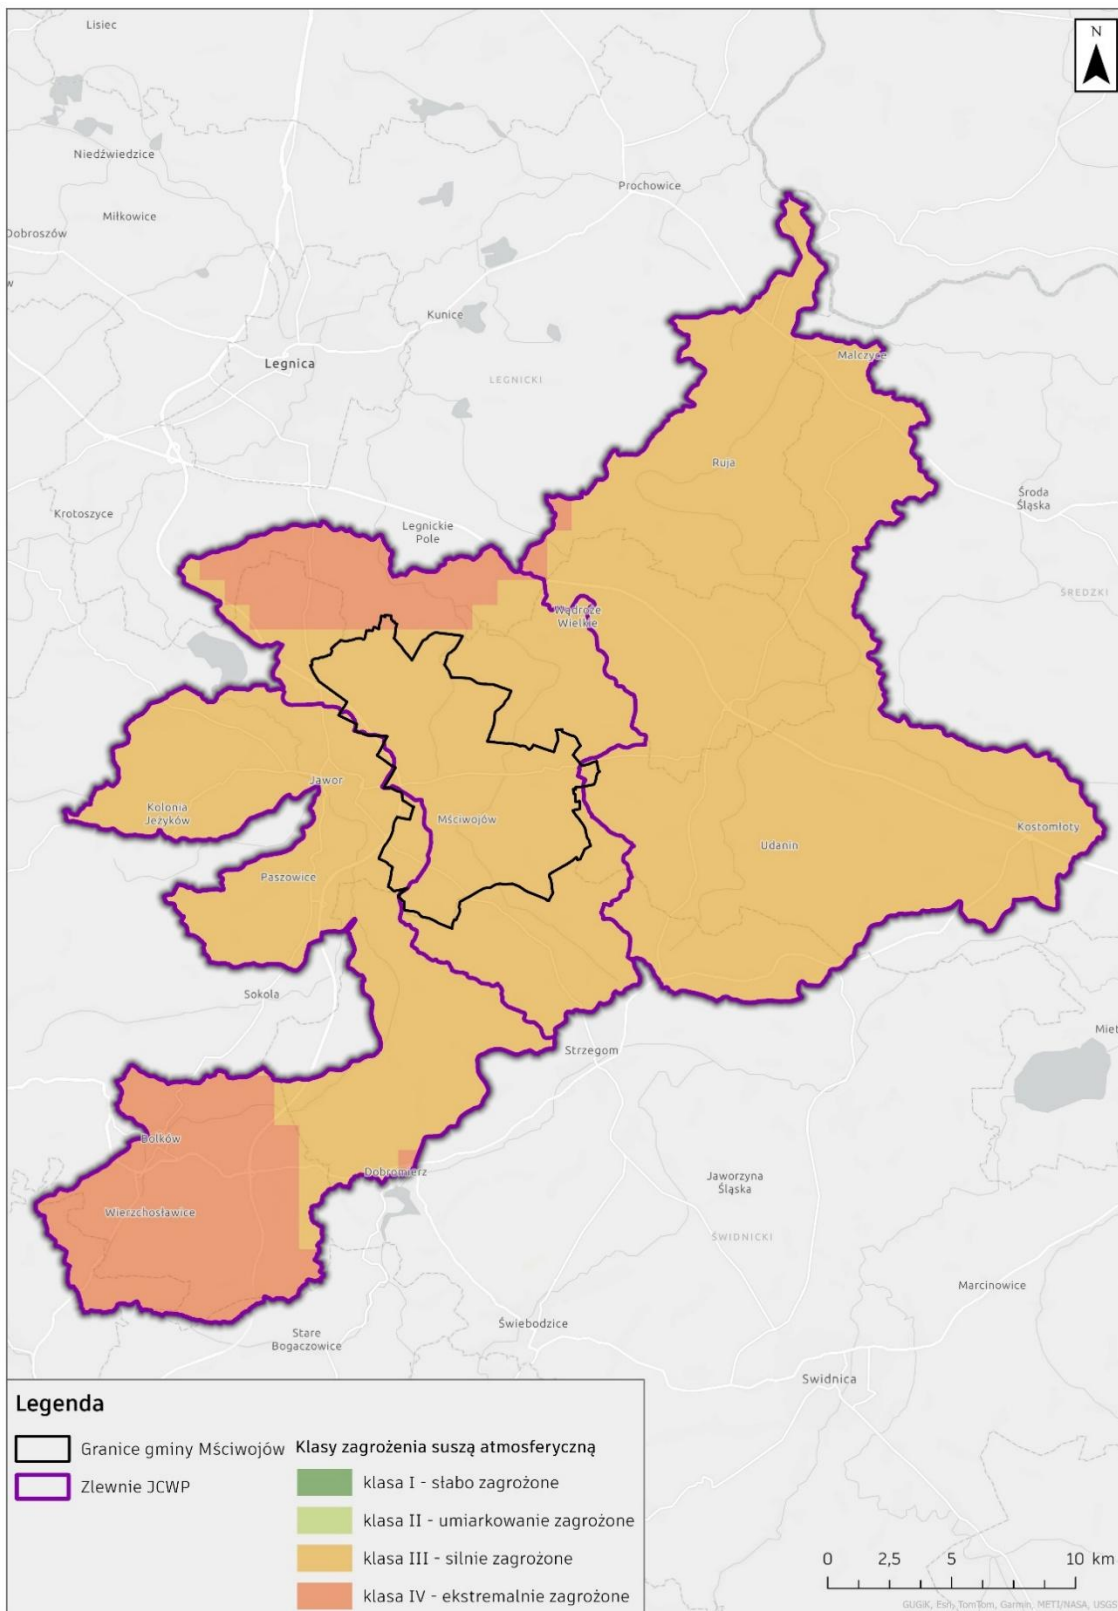 Lisiec
N
Niedźwiedzice
Prochowice
Miłkowice
Dobroszów
w
Kunice
Legnica
Malczyce
LEGNICKI
Ruja
Środa
Śląska
Krotoszyce
Legnickie
Pole
ŚREDZKI
Wądroże
Wielkie
Jawor
Kolonia
Jeżyków
Mściwojów
Kostomłoty
Udanin
Paszowice
Sokola
Miet
Strzegom
Bolków
Dobromierz
Jaworzyna
Śląska
Wierzchosławice
ŚWIDNICKI
Marcinowice
Świebodzice
Stare
Bogaczowice
Swidnica
Legenda
Granice gminy Mściwojów
Zlewnie JCWP
Klasy zagrożenia suszą atmosferyczną
klasa I - słabo zagrożone
klasa II - umiarkowanie zagrożone
klasa III - silnie zagrożone
klasa IV - ekstremalnie zagrożone
0 2,5 5 10 km
GUGiK, Esri, TomTom, Garmin, METI/NASA, USGS